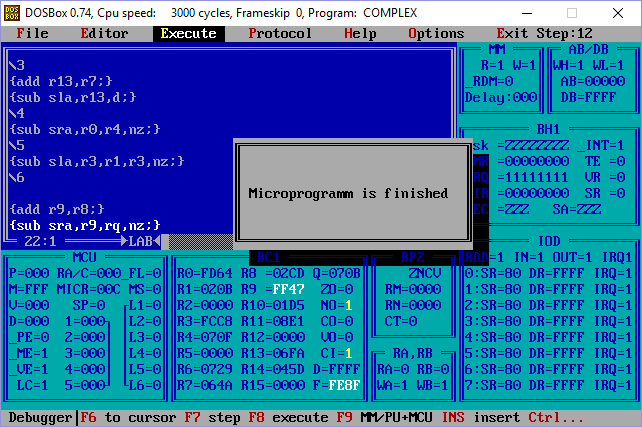 DOSBox 0.74, Cpu speed: 3000 cycles, Frameskip 0, Program: COMPLEX
File Editor Execute Protocol Help Options Exit Step:12
\3
{add r13,r7;}
{sub sla,r13,d;}
\4
{sub sra,r0,r4,nz;}
\5
{sub sla,r3,r1,r3,nz;}
\6
{add r9,r8;}
{sub sra,r9,rq,nz;}
22:1 LAB
Microprogramm is finished
MM
R=1 W=1
_RDM=0
Delay:000
AB/DB
WH=1 WL=1
AB=00000
DB=FFFF
BH1
sk =ZZZZZZZZ _INT=1
=00000000 TE =0
RQ=11111111 VR =0
=00000000 SR =0
=ZZZ SA=ZZZ
MCU
P=000 RA/C=000 _FL=0
M=FFF MICR=00C MS=0
V=000 SP=0 L1=0
D=000 1=000 L2=0
_PE=0 2=000 L3=0
_ME=1 3=000 L4=0
_VE=1 4=000 L5=0
LC=1 5=000 L6=0
BC1
R0=FD64 R8 =02CD Q=070B
R1=020B R9 =FF47 ZO=0
R2=0000 R10=01D5 NO=1
R3=FCC8 R11=08E1 CO=0
R4=070F R12=0000 VO=0
R5=0000 R13=06FA CI=1
R6=0729 R14=045D D=FFFF
R7=064A R15=0000 F=FE8F
BPZ
ZNCV
RM=0000
RN=0000
CT=0
RA,RB
RA=0 RB=0
WA=1 WB=1
IOD
RDD=1 IN=1 OUT=1 IRQ1
0:SR=80 DR=FFFF IRQ=1
1:SR=80 DR=FFFF IRQ=1
2:SR=80 DR=FFFF IRQ=1
3:SR=80 DR=FFFF IRQ=1
4:SR=80 DR=FFFF IRQ=1
5:SR=80 DR=FFFF IRQ=1
6:SR=80 DR=FFFF IRQ=1
7:SR=80 DR=FFFF IRQ=1
Debugger F6 to cursor F7 step F8 execute F9 MM/PU+MCU INS insert Ctrl...